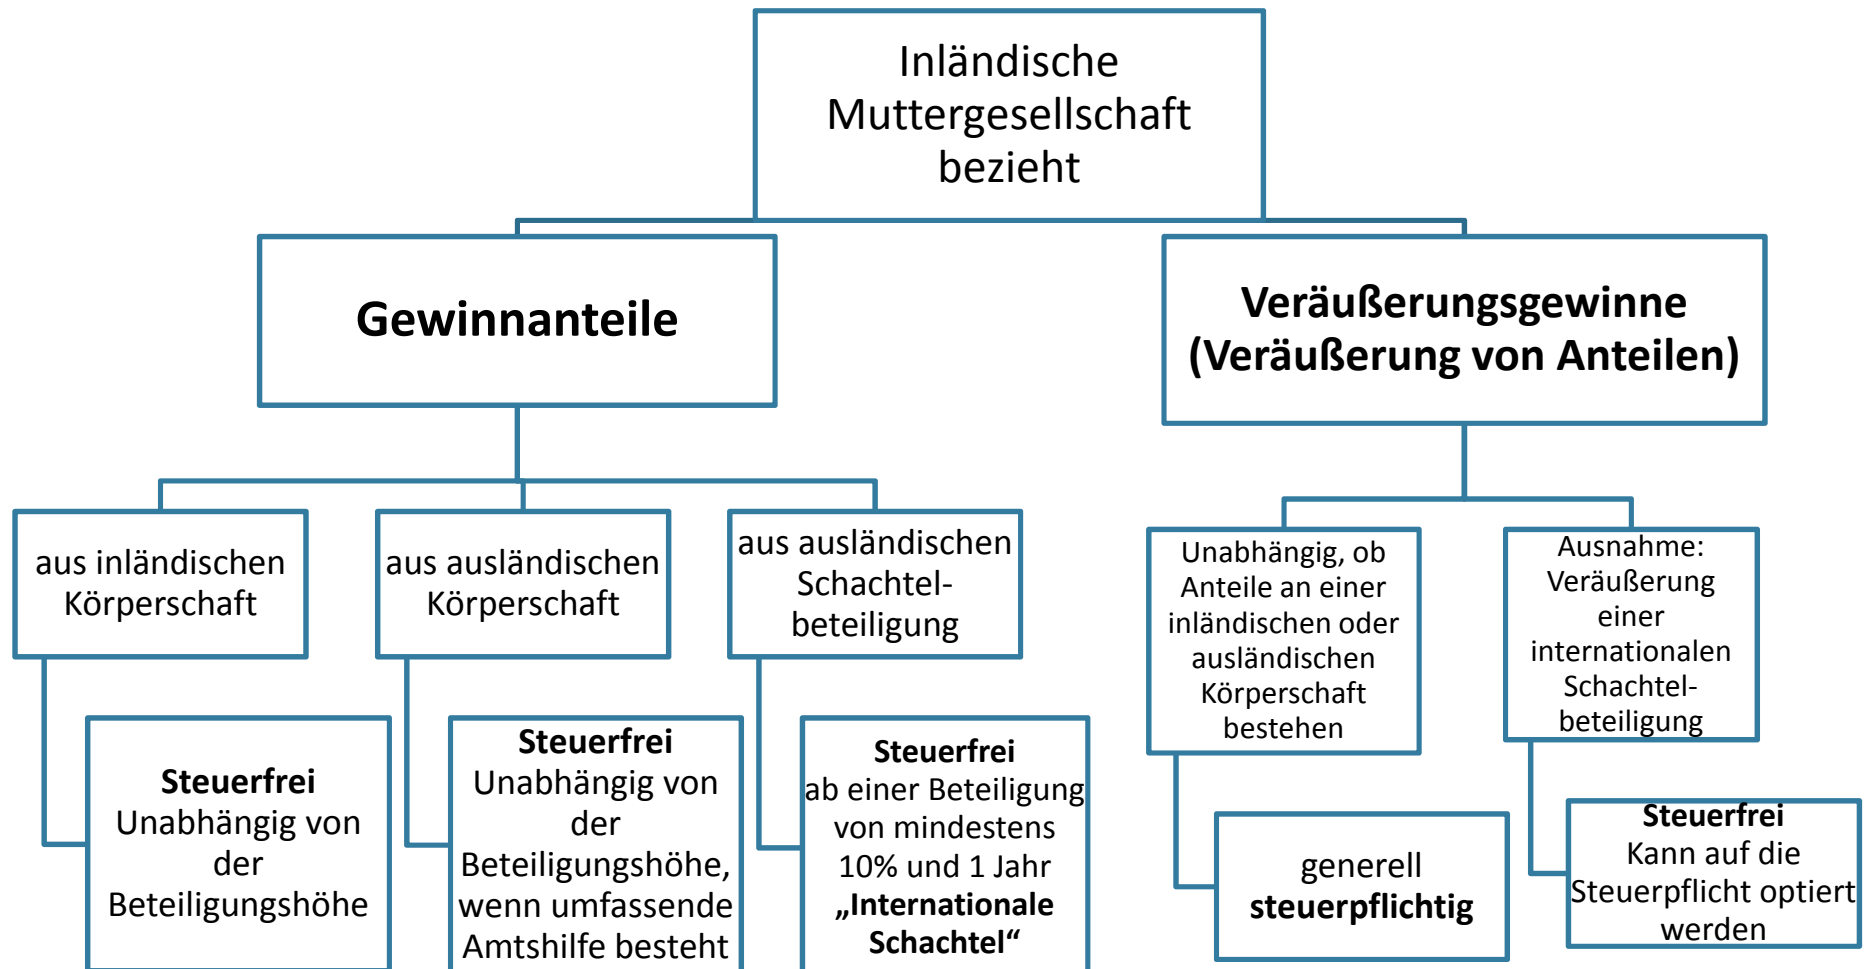 Inländische
Muttergesellschaft
bezieht
Gewinnanteile
Veräußerungsgewinne
(Veräußerung von Anteilen)
aus inländischen
Körperschaft
aus ausländischen
Körperschaft
aus ausländischen
Schachtel-
beteiligung
Unabhängig, ob
Anteile an einer
inländischen oder
ausländischen
Körperschaft
bestehen
Ausnahme:
Veräußerung
einer
internationalen
Schachtel-
beteiligung
Steuerfrei
Unabhängig von
der
Beteiligungshöhe
Steuerfrei
Unabhängig von
der
Beteiligungshöhe,
wenn umfassende
Amtshilfe besteht
Steuerfrei
ab einer Beteiligung
von mindestens
10% und 1 Jahr
„Internationale
Schachtel“
generell
steuerpflichtig
Steuerfrei
Kann auf die
Steuerpflicht optiert
werden